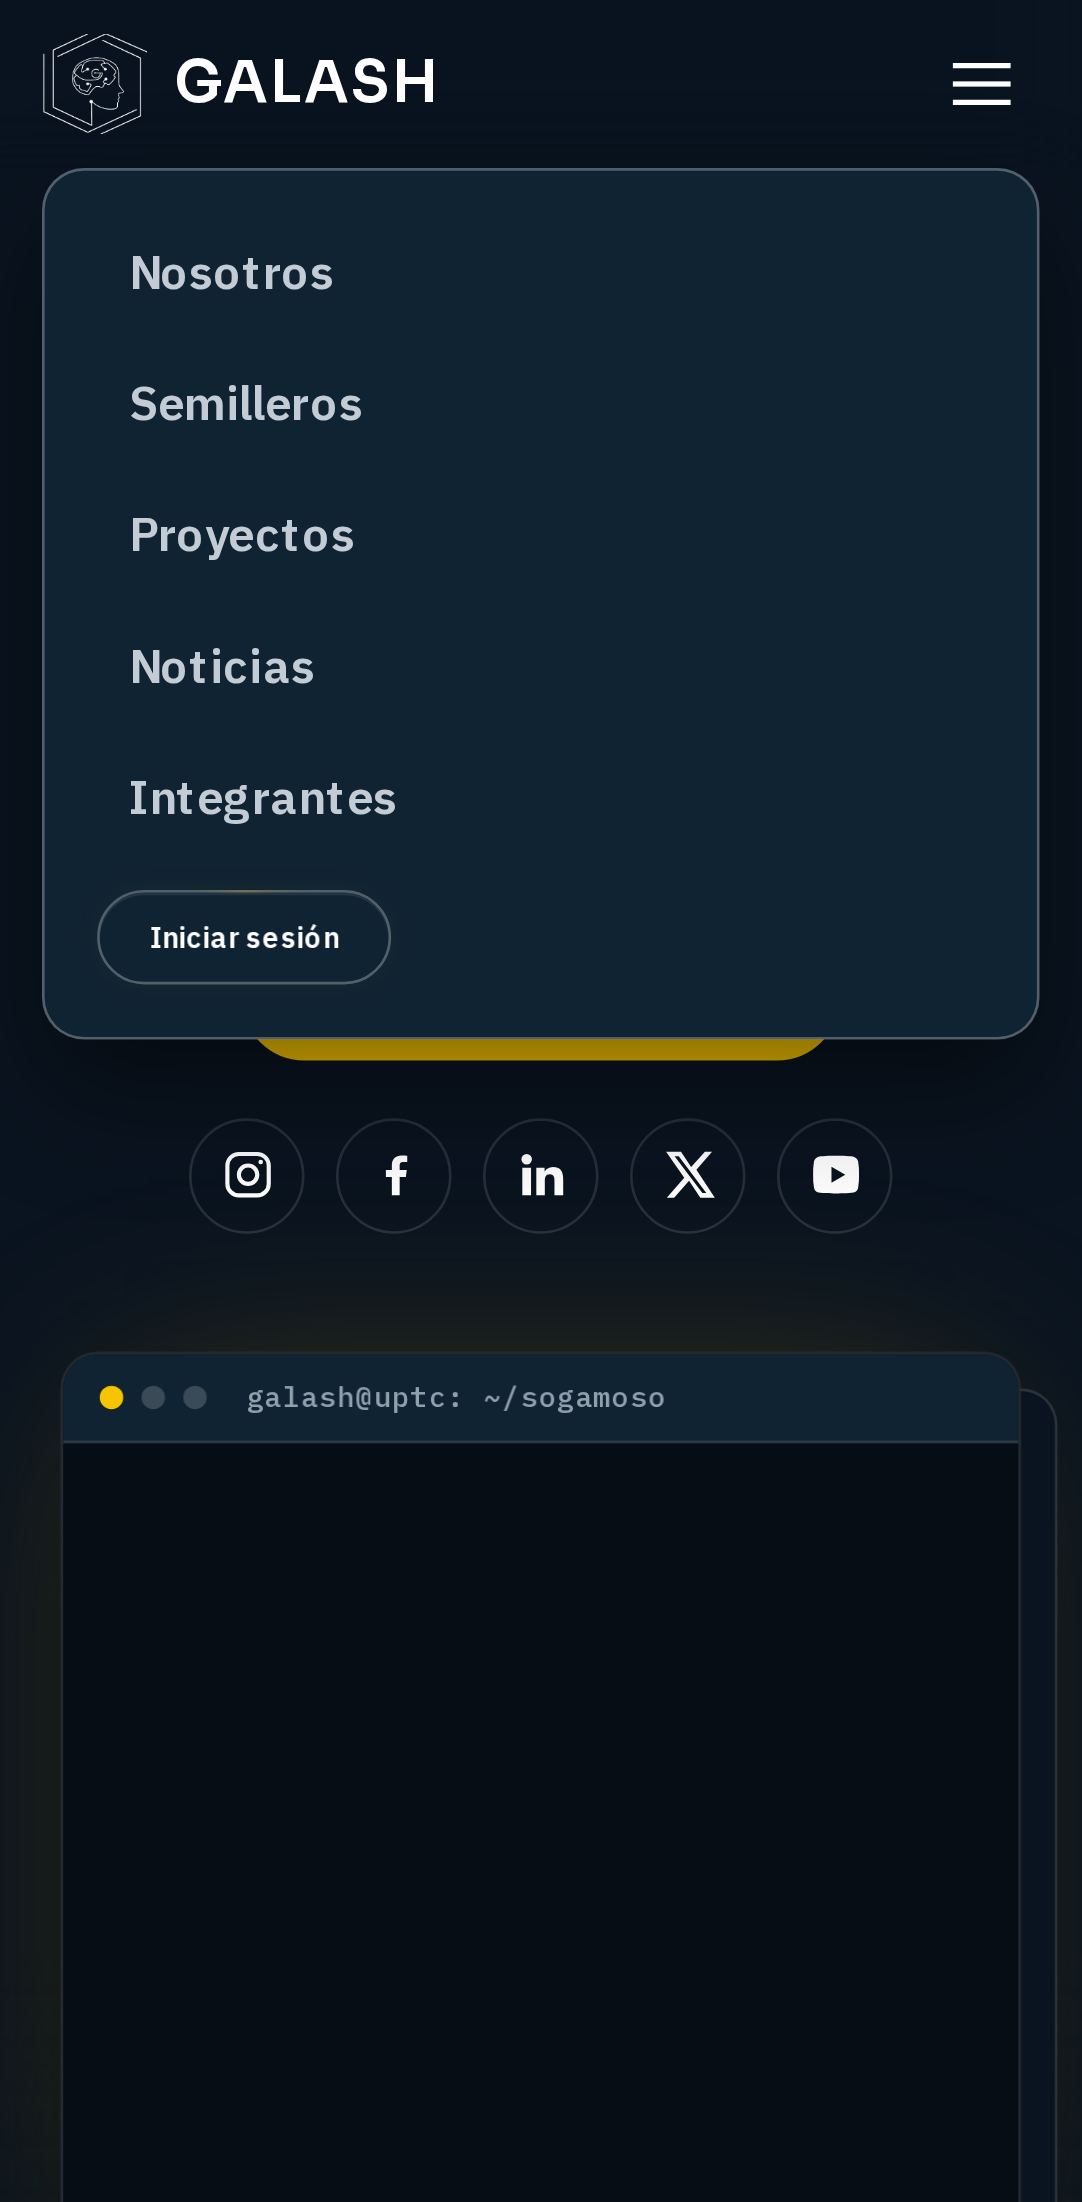 GALASH
Nosotros
Semilleros
Proyectos
Noticias
Integrantes
Iniciar sesión
galash@uptc: ~/sogamoso